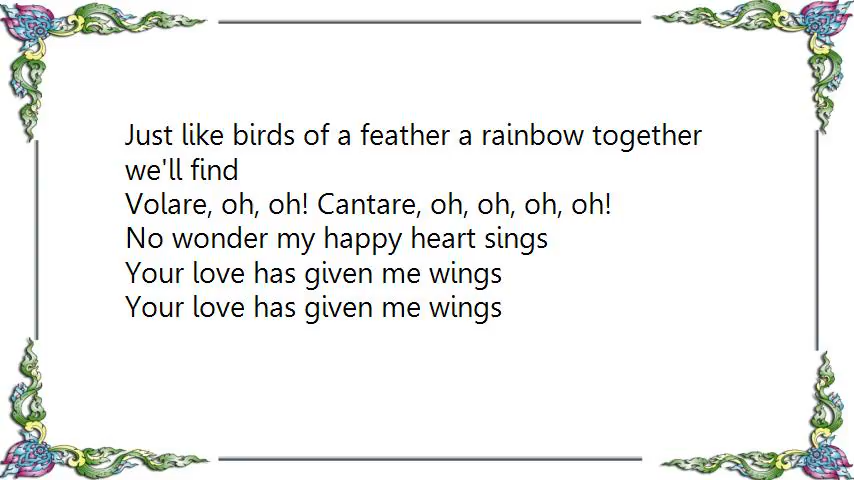 Just like birds of a feather a rainbow together
we'll find
Volare, oh, oh! Cantare, oh, oh, oh, oh!
No wonder my happy heart sings
Your love has given me wings
Your love has given me wings